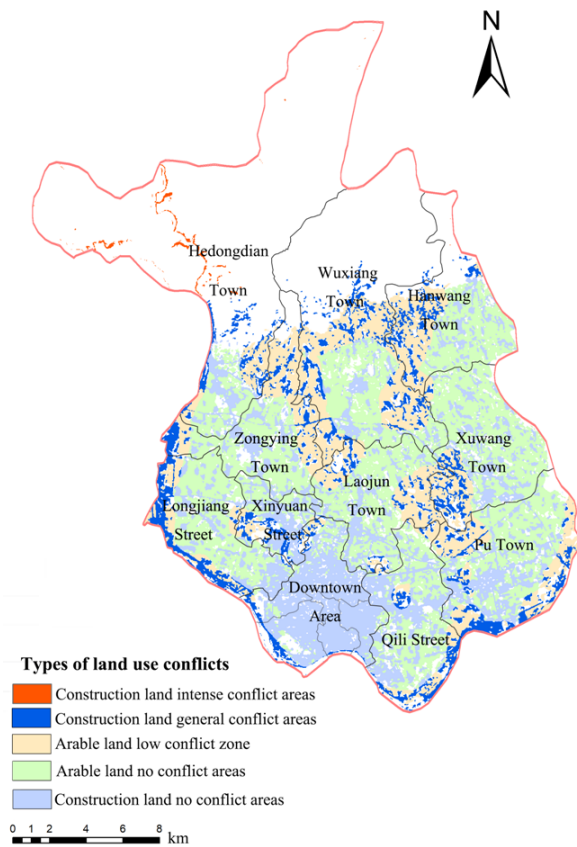 N
Hedongdian
Town
Wuxiang
Town
Hanwang
Town
Zongying
Town
Xuwang
Town
Laojun
Town
Longjiang
Street
Xinyuan
Street
Pu Town
Downtown
Area
Qili Street
Types of land use conflicts
Construction land intense conflict areas
Construction land general conflict areas
Arable land low conflict zone
Arable land no conflict areas
Construction land no conflict areas
0 1 2 4 6 8
km